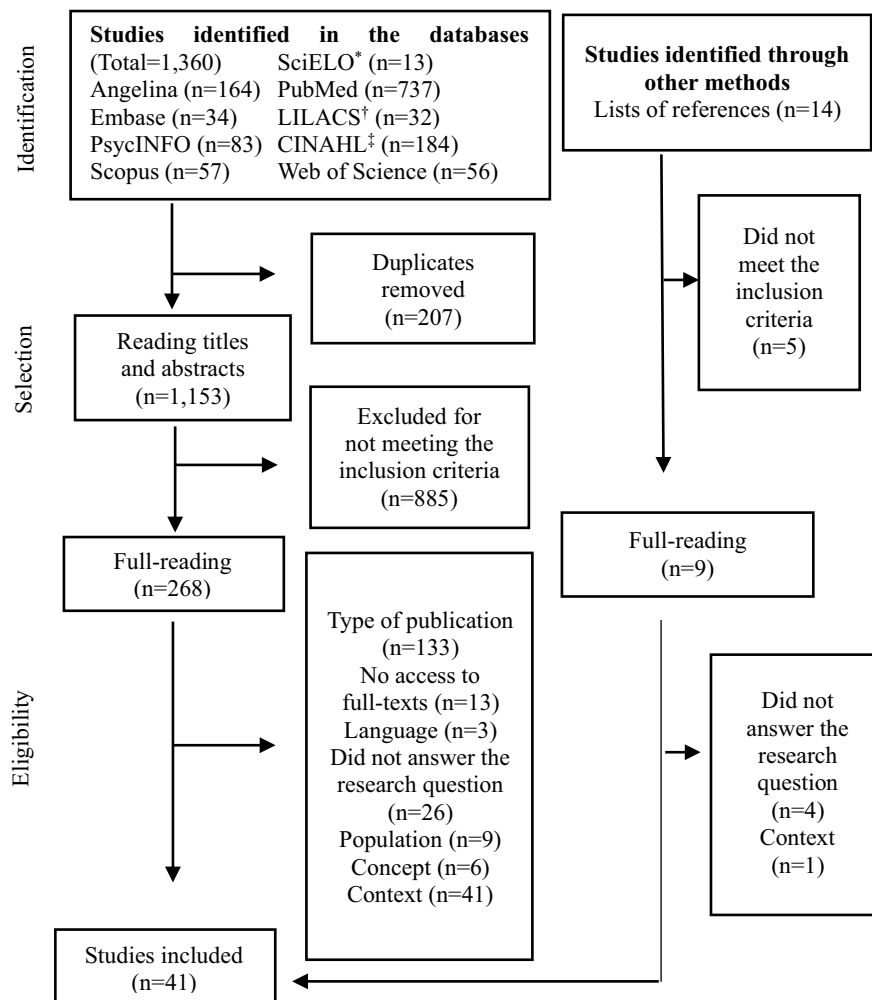 Identification
Studies identified in the databases
(Total=1,360) SciELO* (n=13)
Angelina (n=164) PubMed (n=737)
Embase (n=34) LILACS† (n=32)
PsycINFO (n=83) CINAHL‡ (n=184)
Scopus (n=57) Web of Science (n=56)
Studies identified through
other methods
Lists of references (n=14)
Selection
Duplicates
removed
(n=207)
Did not
meet the
inclusion
criteria
(n=5)
Reading titles
and abstracts
(n=1,153)
Excluded for
not meeting the
inclusion criteria
(n=885)
Eligibility
Full-reading
(n=268)
Full-reading
(n=9)
Type of publication
(n=133)
No access to
full-texts (n=13)
Language (n=3)
Did not answer the
research question
(n=26)
Population (n=9)
Concept (n=6)
Context (n=41)
Did not
answer the
research
question
(n=4)
Context
(n=1)
Studies included
(n=41)